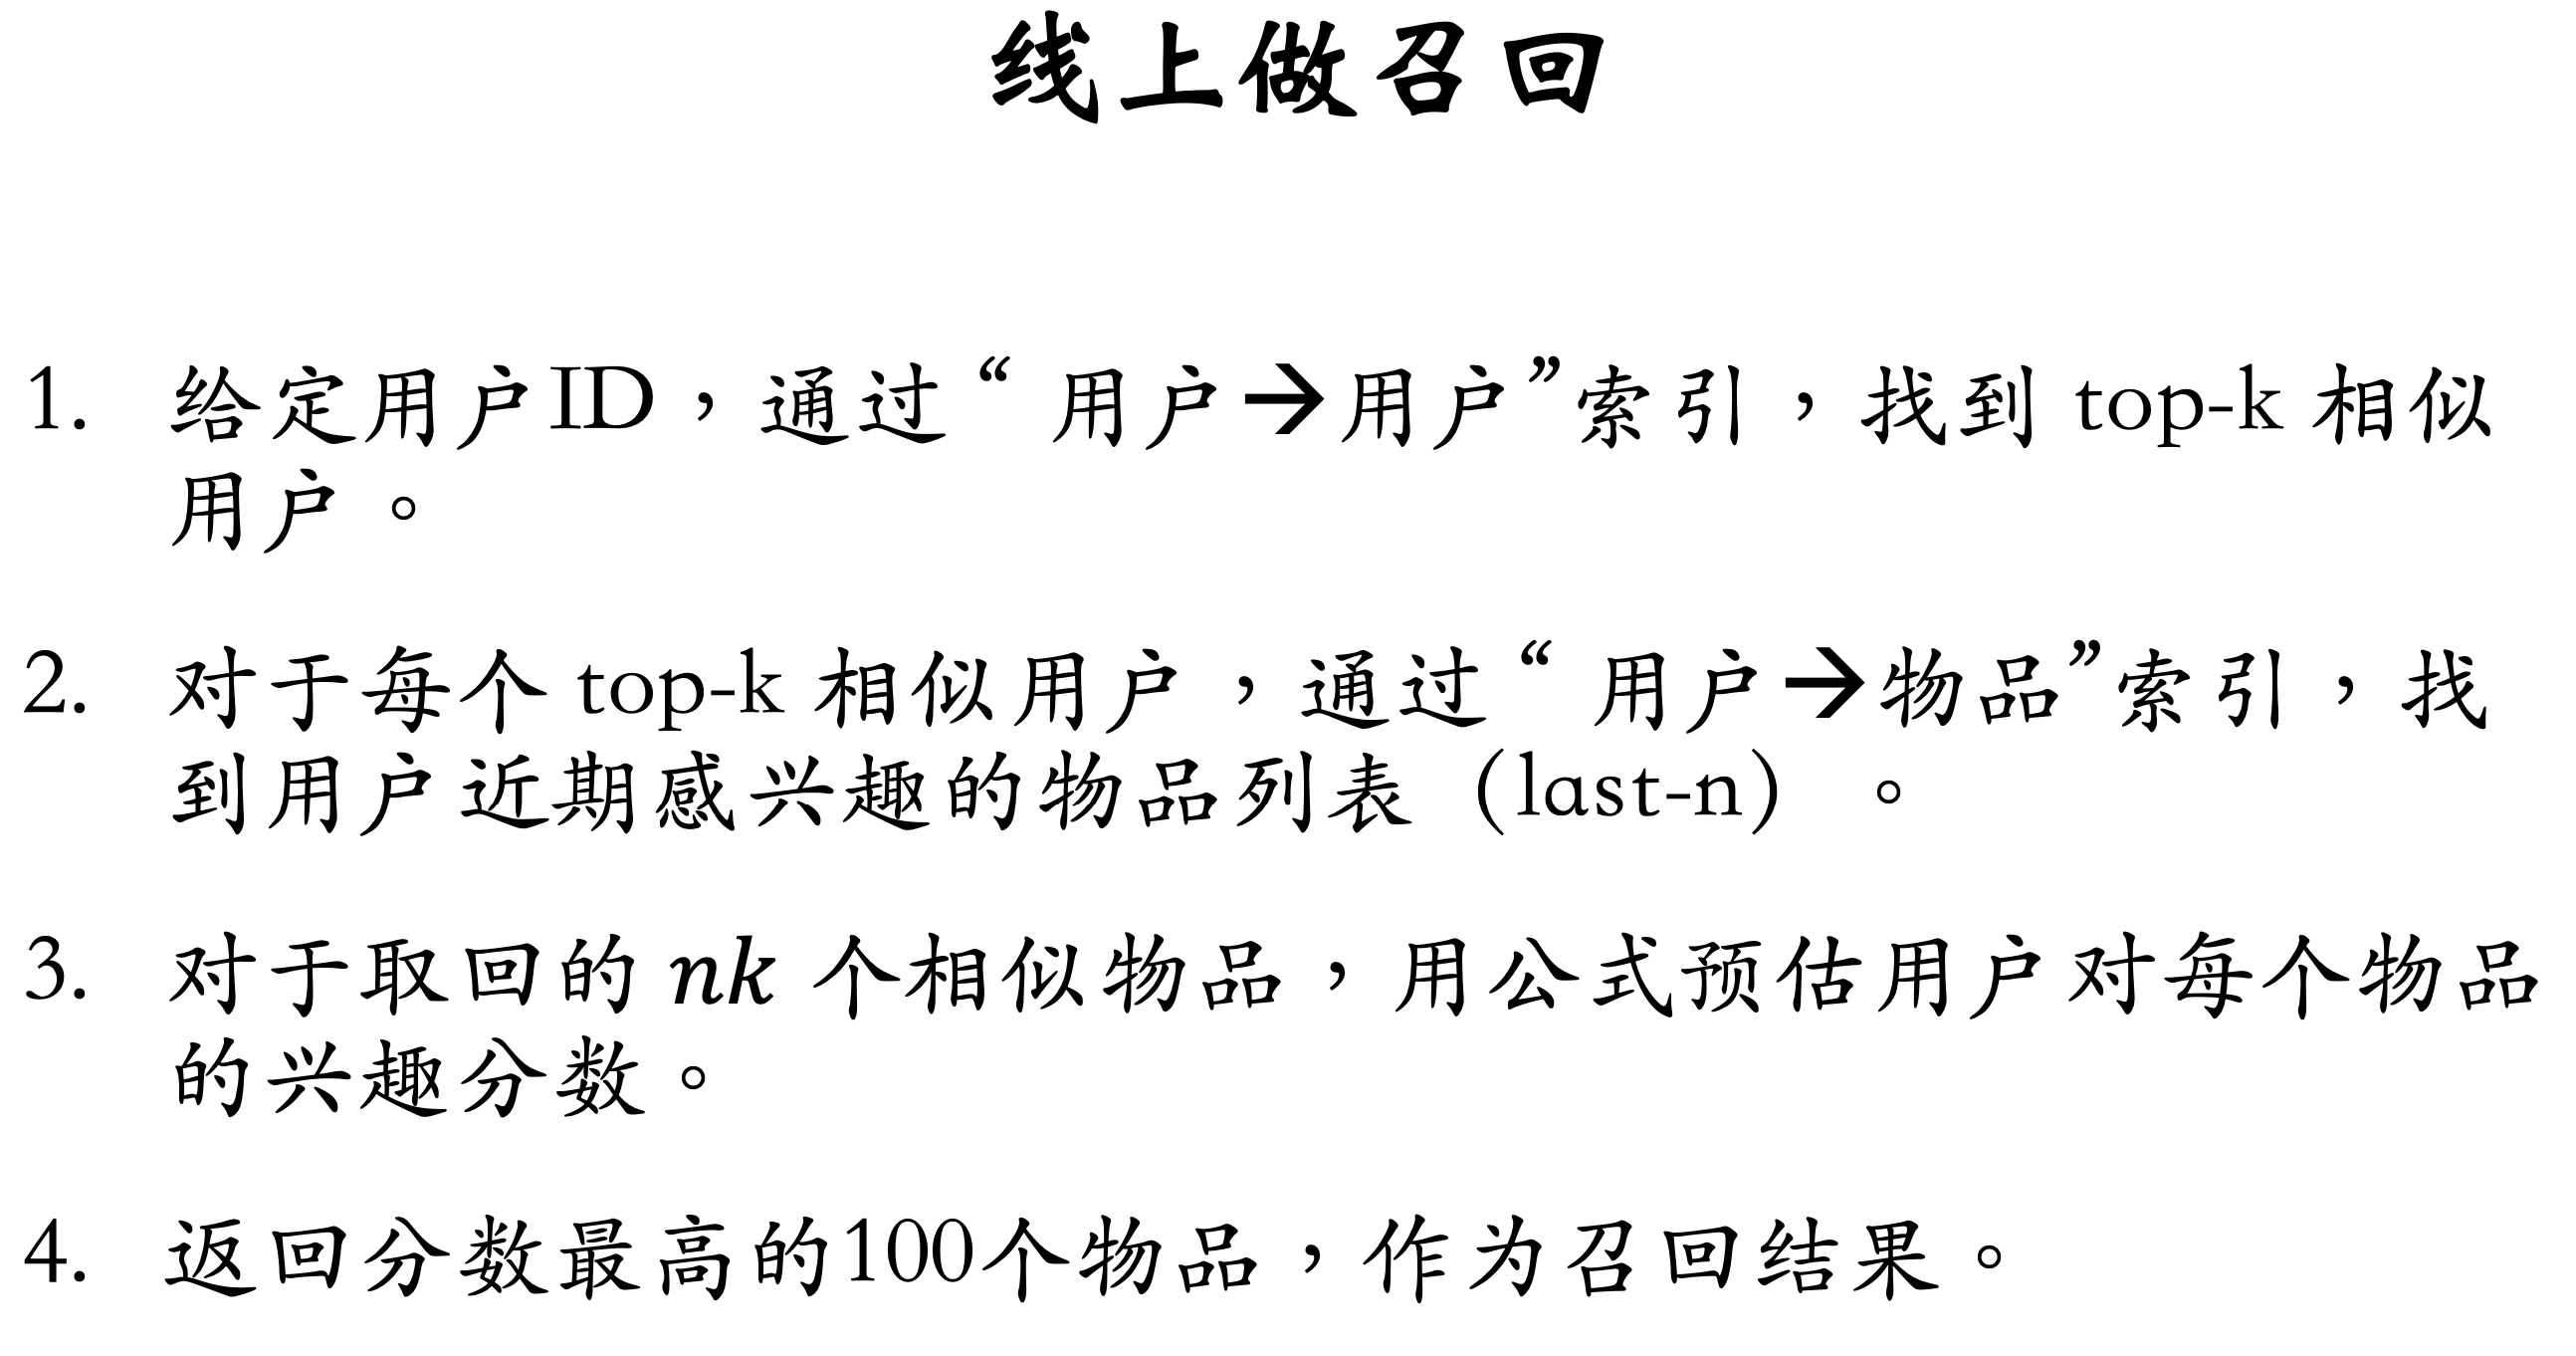 线上做召回
1. 给定用户ID，通过“用户→用户”索引，找到 top-k 相似
用户。
2. 对于每个 top-k 相似用户，通过“用户→物品”索引，找
到用户近期感兴趣的物品列表（last-n）。
3. 对于取回的 nk 个相似物品，用公式预估用户对每个物品
的兴趣分数。
4. 返回分数最高的100个物品，作为召回结果。